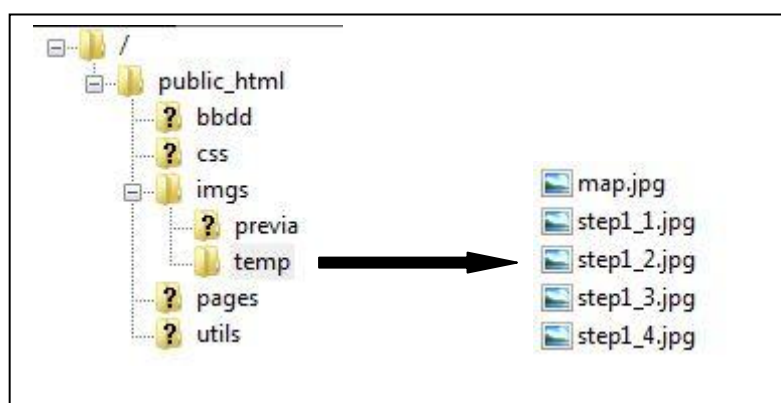 /
public_html
bbdd
css
imgs
previa
temp
pages
utils
map.jpg
step1_1.jpg
step1_2.jpg
step1_3.jpg
step1_4.jpg